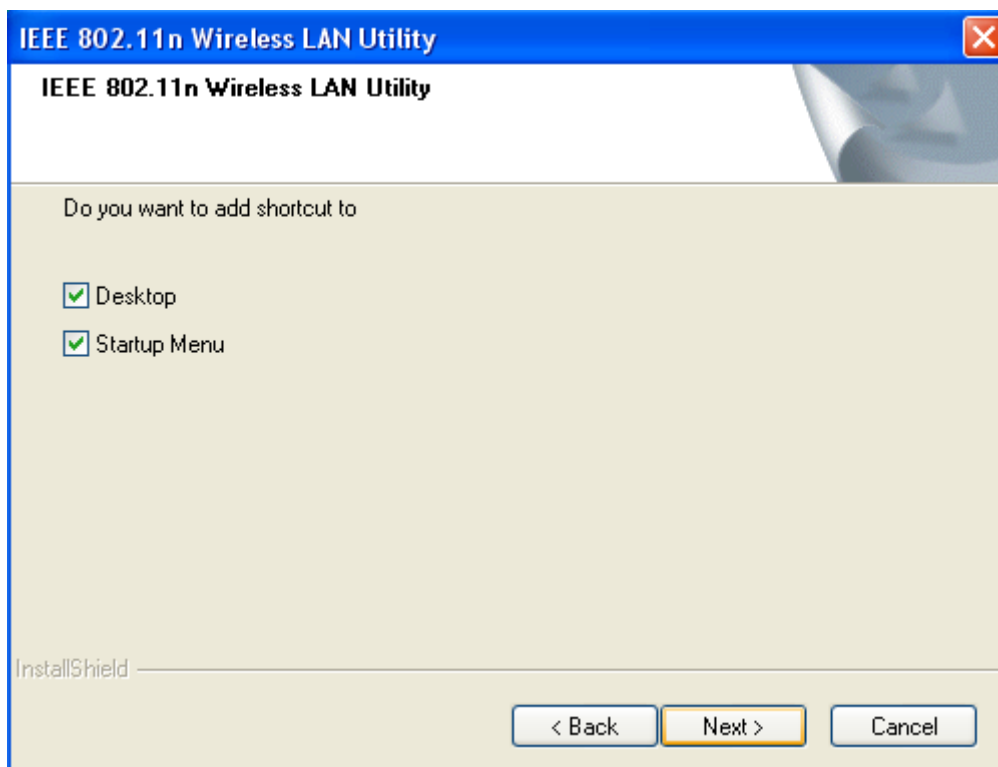 IEEE 802.11n Wireless LAN Utility
IEEE 802.11n Wireless LAN Utility
Do you want to add shortcut to
Desktop
Startup Menu
InstallShield
< Back Next > Cancel